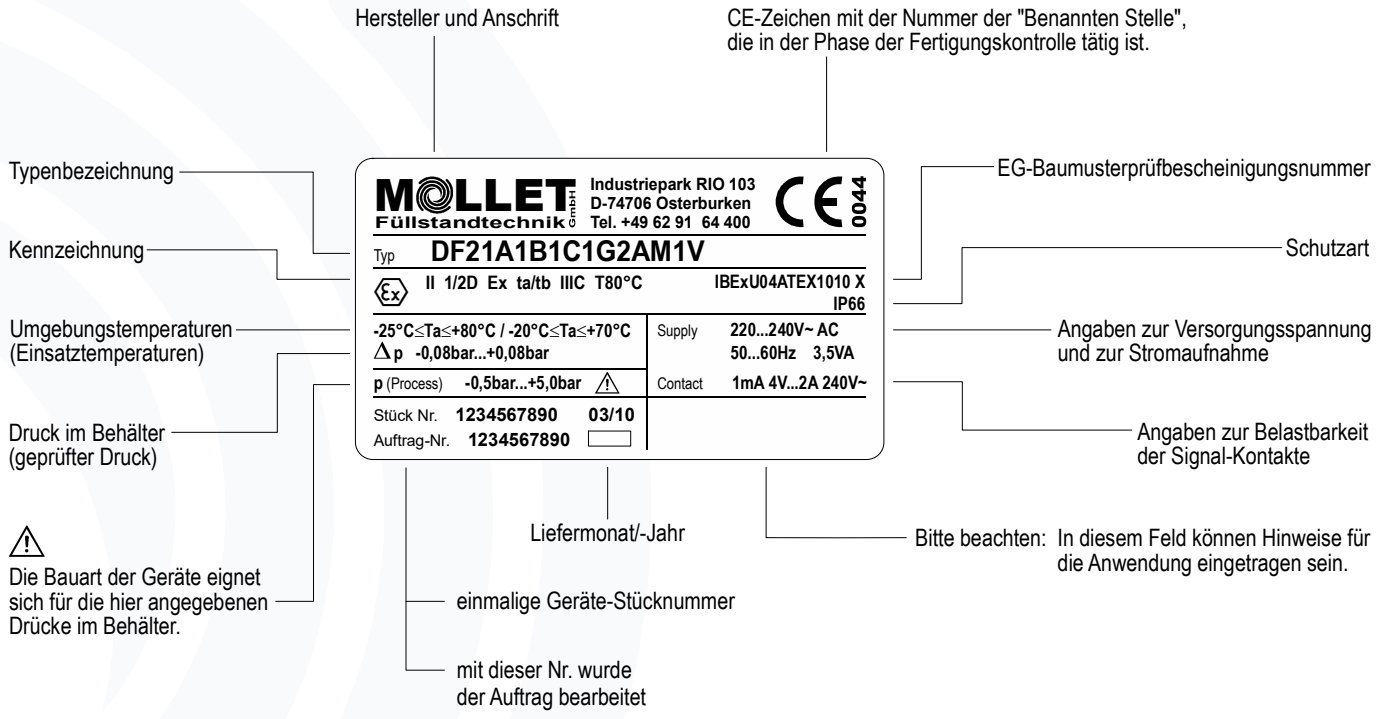 Hersteller und Anschrift
CE-Zeichen mit der Nummer der "Benannten Stelle",
die in der Phase der Fertigungskontrolle tätig ist.
Typenbezeichnung
Kennzeichnung
Umgebungstemperaturen
(Einsatztemperaturen)
Druck im Behälter
(geprüfter Druck)
Die Bauart der Geräte eignet
sich für die hier angegebenen
Drücke im Behälter.
MOLLET GmbH
Füllstandtechnik
Industriepark RIO 103
D-74706 Osterburken
Tel. +49 62 91 64 400
CE 0044
Typ DF21A1B1C1G2AM1V
Ex II 1/2D Ex ta/tb IIIC T80°C IBExU04ATEX1010 X
IP66
-25°C≤Ta≤+80°C / -20°C≤Ta≤+70°C
Δ p -0,08bar...+0,08bar
p (Process) -0,5bar...+5,0bar
Supply 220...240V~ AC
50...60Hz 3,5VA
Contact 1mA 4V...2A 240V~
Stück Nr. 1234567890 03/10
Auftrag-Nr. 1234567890
EG-Baumusterprüfbescheinigungsnummer
Schutzart
Angaben zur Versorgungsspannung
und zur Stromaufnahme
Angaben zur Belastbarkeit
der Signal-Kontakte
Liefermonat/-Jahr
Bitte beachten: In diesem Feld können Hinweise für
die Anwendung eingetragen sein.
einmalige Geräte-Stücknummer
mit dieser Nr. wurde
der Auftrag bearbeitet